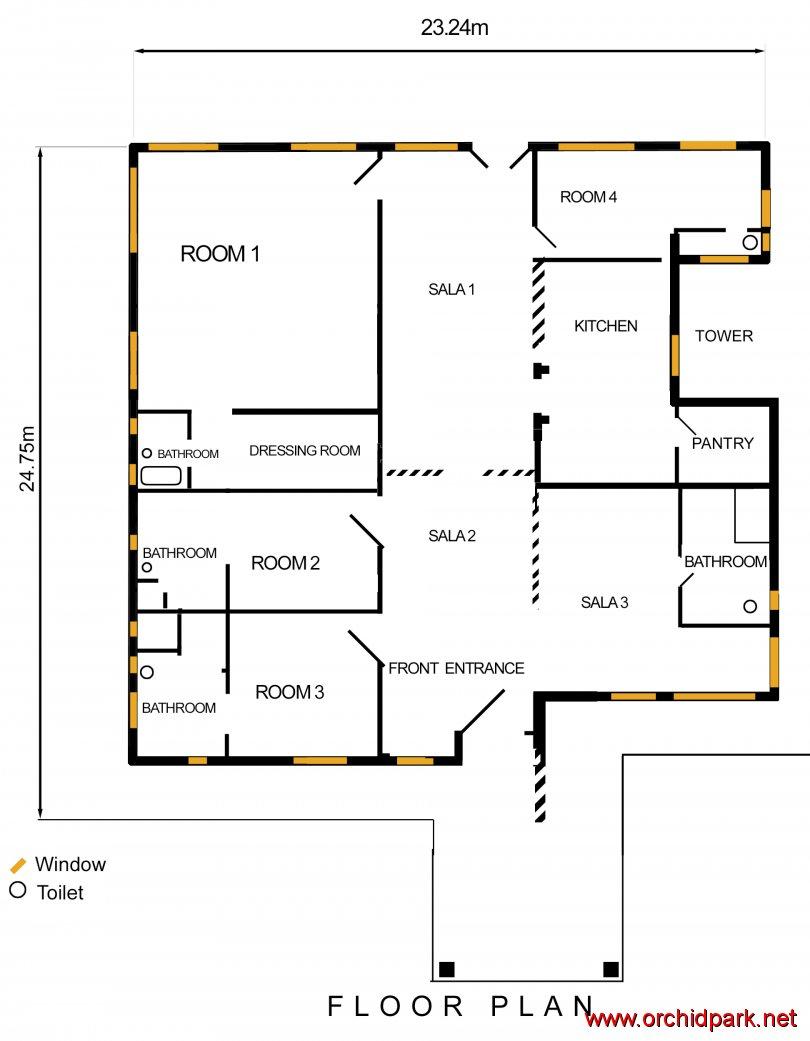 23.24m
ROOM 4
ROOM 1
SALA 1
KITCHEN
TOWER
24.75m
BATHROOM
DRESSING ROOM
PANTRY
SALA 2
BATHROOM
ROOM 2
BATHROOM
SALA 3
FRONT ENTRANCE
ROOM 3
BATHROOM
Window
Toilet
FLOOR PLAN
www.orchidpark.net